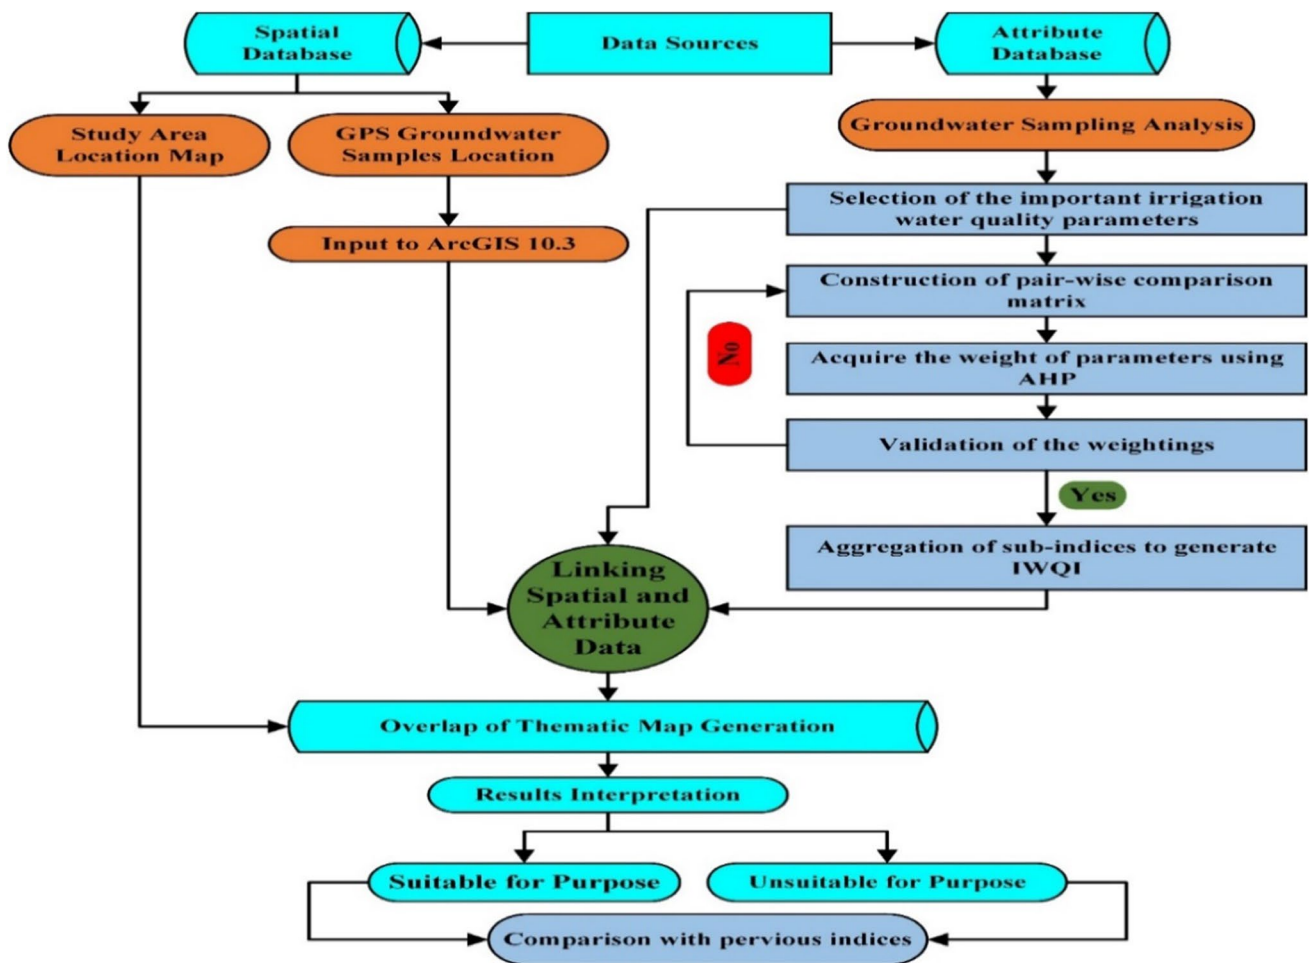 Spatial
Database
Data Sources
Attribute
Database
Study Area
Location Map
GPS Groundwater
Samples Location
Groundwater Sampling Analysis
Input to ArcGIS 10.3
Selection of the important irrigation
water quality parameters
Construction of pair-wise comparison
matrix
No
Acquire the weight of parameters using
AHP
Validation of the weightings
Yes
Aggregation of sub-indices to generate
IWQI
Linking
Spatial and
Attribute
Data
Overlap of Thematic Map Generation
Results Interpretation
Suitable for Purpose
Unsuitable for Purpose
Comparison with pervious indices